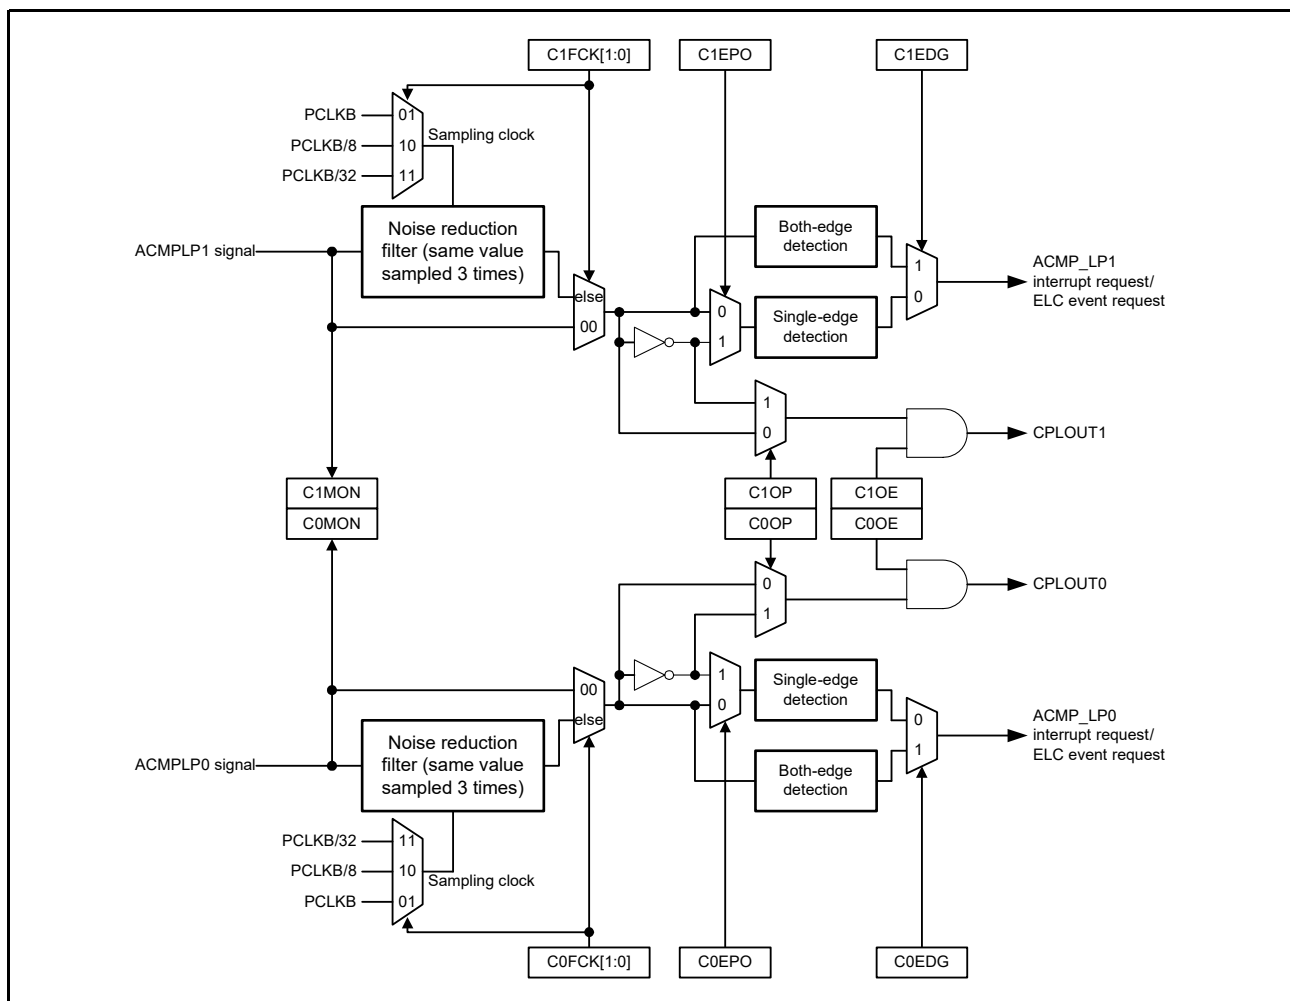 C1FCK[1:0]
C1EPO
C1EDG
PCLKB
01
PCLKB/8
10
Sampling clock
PCLKB/32
11
ACMPLP1 signal
Noise reduction
filter (same value
sampled 3 times)
else
00
Both-edge
detection
0
1
Single-edge
detection
1
0
ACMP_LP1
interrupt request/
ELC event request
1
0
CPLOUT1
C1MON
C0MON
C1OP
C0OP
C1OE
C0OE
0
1
CPLOUT0
00
else
1
0
Single-edge
detection
Both-edge
detection
0
1
ACMP_LP0
interrupt request/
ELC event request
ACMPLP0 signal
Noise reduction
filter (same value
sampled 3 times)
PCLKB/32
11
PCLKB/8
10
Sampling clock
PCLKB
01
C0FCK[1:0]
C0EPO
C0EDG